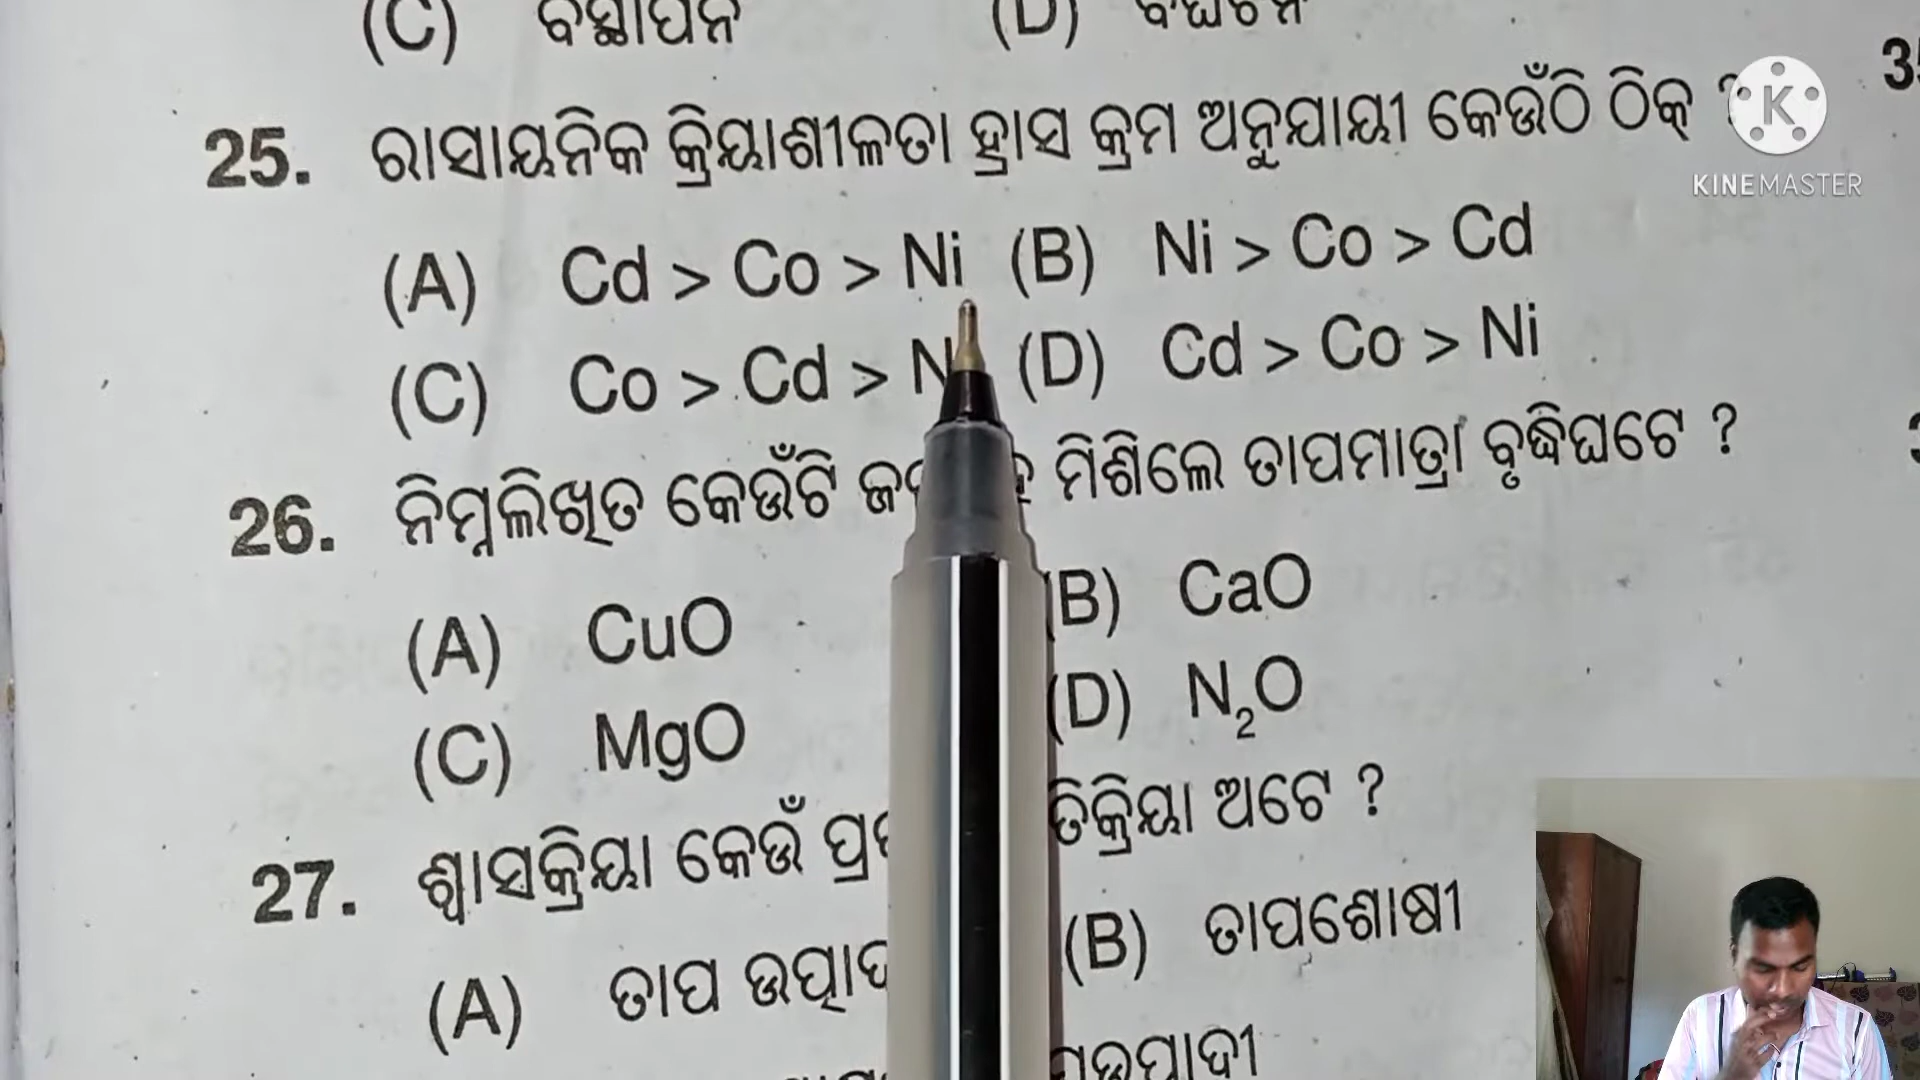 (C) ବିସ୍ଥାପନ (D) ବିଘଟନ
25. ରାସାୟନିକ କ୍ରିୟାଶୀଳତା ହ୍ରାସ କ୍ରମ ଅନୁଯାୟୀ କେଉଁଠି ଠିକ୍ ?
(A) Cd > Co > Ni (B) Ni > Co > Cd
(C) Co > Cd > (D) Cd > Co > Ni
26. ନିମ୍ନଲିଖିତ କେଉଁଟି ମିଶିଲେ ତାପମାତ୍ରା ବୃଦ୍ଧିଘଟେ ?
(A) CuO (B) CaO
(C) MgO (D) N₂O
27. ଶ୍ୱାସକ୍ରିୟା କେଉଁ ଅଟେ ?
(A) ତାପ (B) ତାପଶୋଷୀ
KINEMASTER